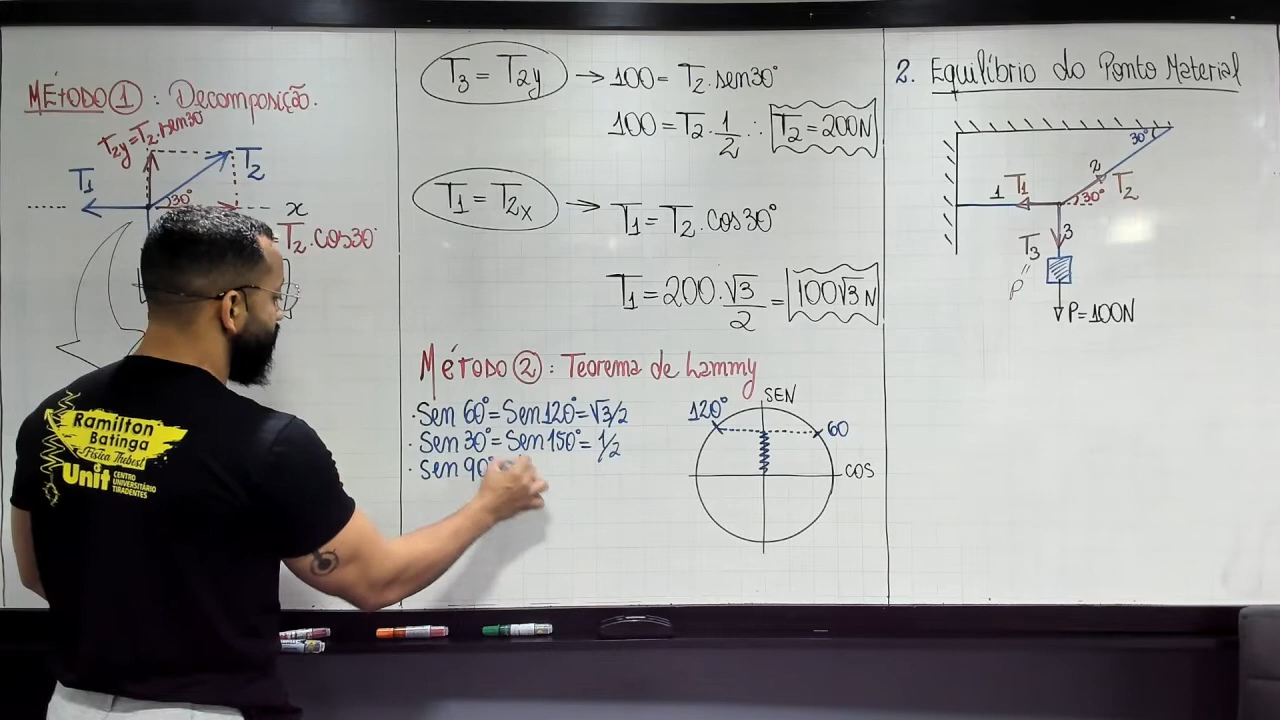 MÉTODO 1 : Decomposição.
T2y=T2.sen30°
T1
T2
30°
x
T2.cos30°
T3 = T2y → 100 = T2.sen30°
100 = T2.1/2 ∴ T2 = 200N
T1 = T2x → T1 = T2.cos30°
T1 = 200.√3/2 = 100√3 N
MÉTODO 2 : Teorema de Lammy
· Sen 60° = Sen 120° = √3/2
· Sen 30° = Sen 150° = 1/2
· Sen 90°
SEN
120°
60
COS
2. Equilíbrio do Ponto Material
30°
2
1
T1
T2
30°
T3
3
P
P=100N
Ramilton
Batinga
Física Thebest
Unit
CENTRO
UNIVERSITÁRIO
TIRADENTES